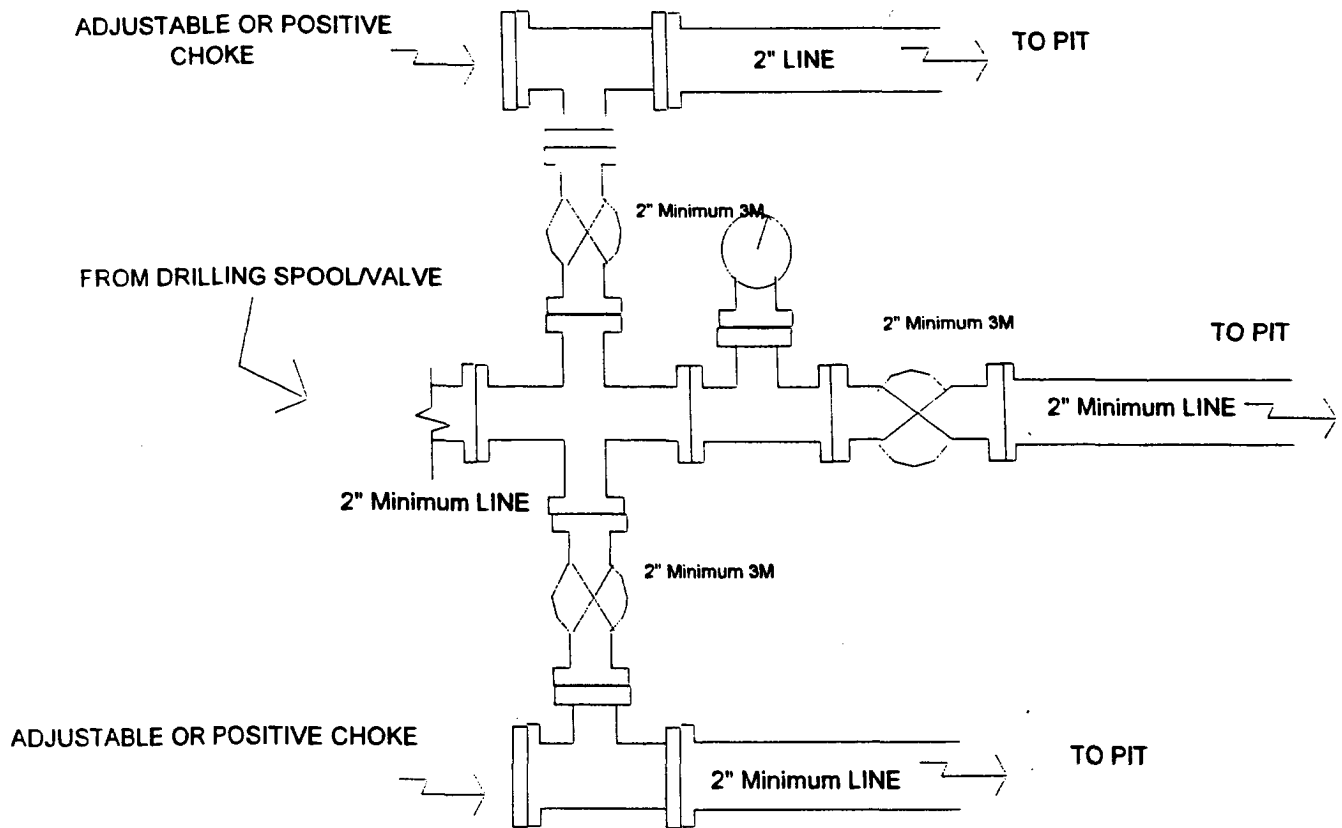 ADJUSTABLE OR POSITIVE
CHOKE
2" LINE
TO PIT
2" Minimum 3M
FROM DRILLING SPOOL/VALVE
2" Minimum 3M
TO PIT
2" Minimum LINE
2" Minimum LINE
2" Minimum 3M
ADJUSTABLE OR POSITIVE CHOKE
2" Minimum LINE
TO PIT